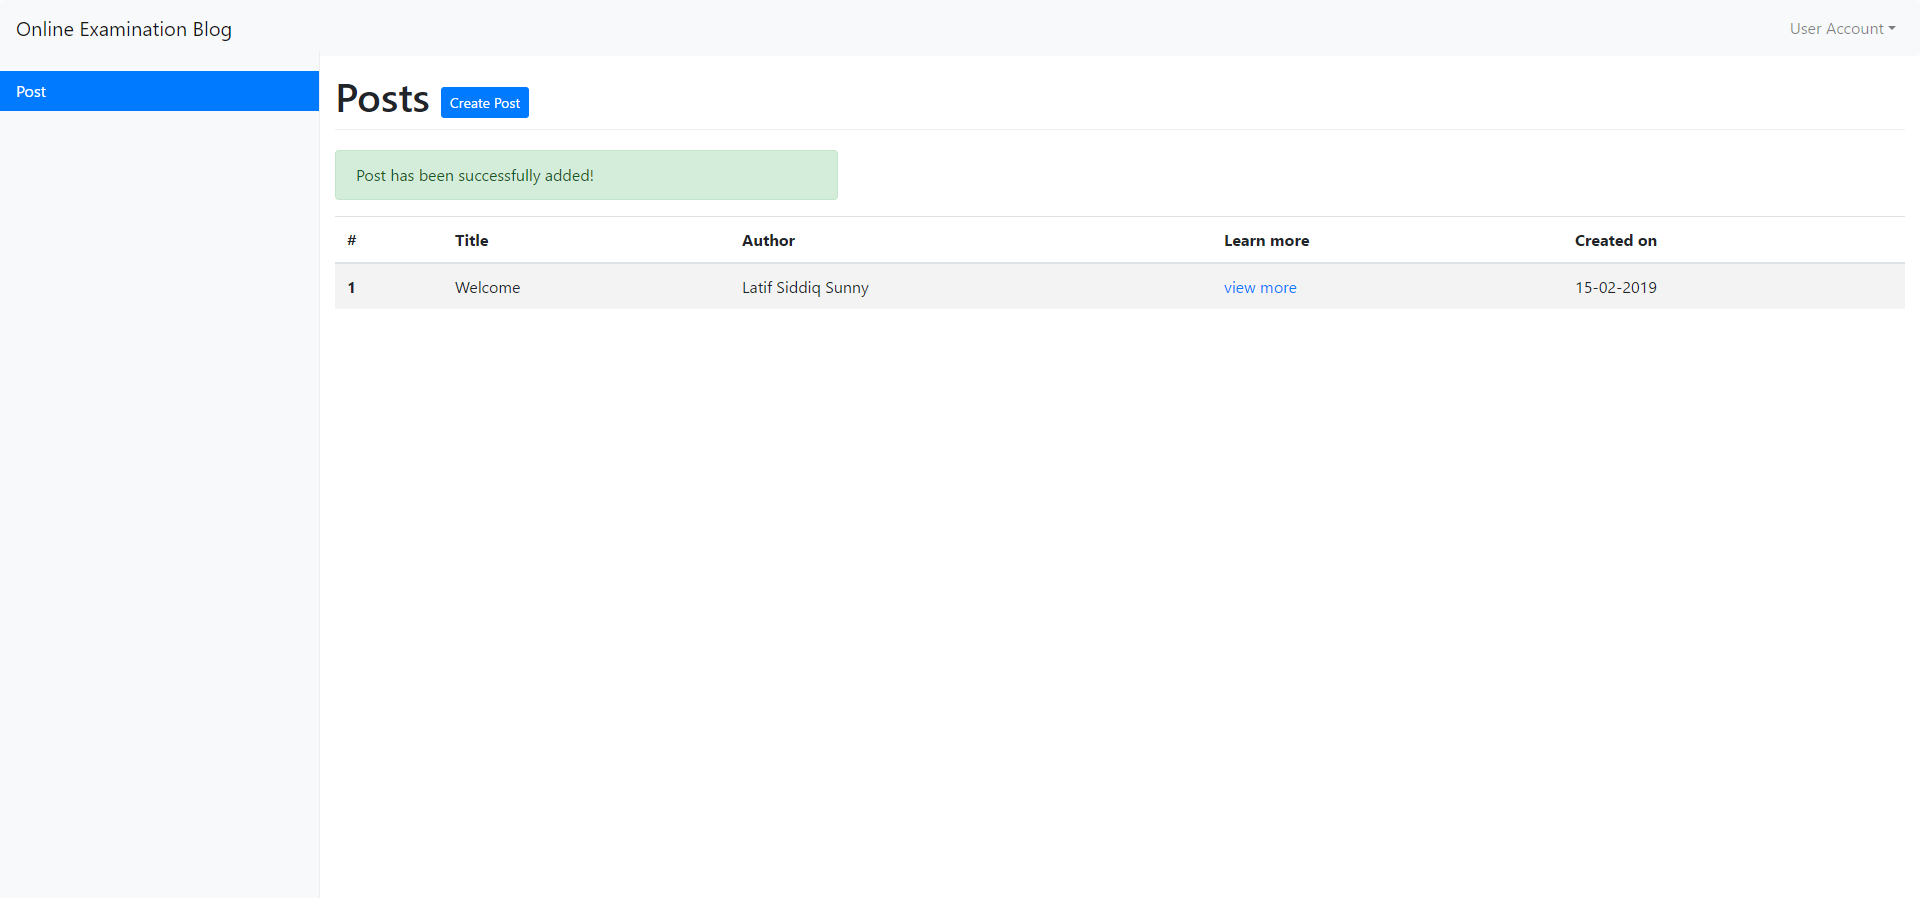 Online Examination Blog User Account
Post
Posts Create Post
Post has been successfully added!
# Title Author Learn more Created on
1 Welcome Latif Siddiq Sunny view more 15-02-2019